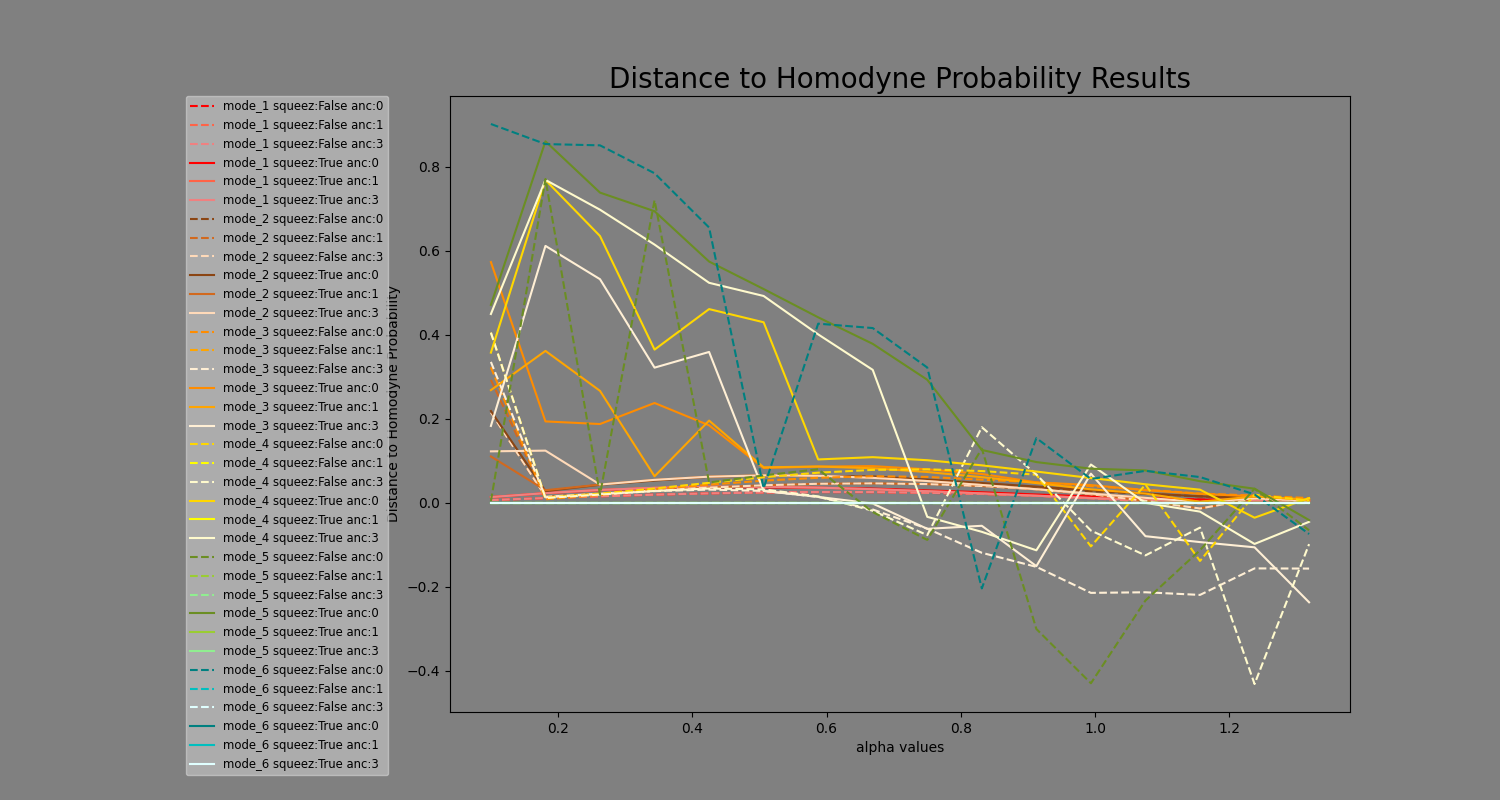 Distance to Homodyne Probability Results
mode_1 squeez:False anc:0
mode_1 squeez:False anc:1
mode_1 squeez:False anc:3
mode_1 squeez:True anc:0
mode_1 squeez:True anc:1
mode_1 squeez:True anc:3
mode_2 squeez:False anc:0
mode_2 squeez:False anc:1
mode_2 squeez:False anc:3
mode_2 squeez:True anc:0
mode_2 squeez:True anc:1
mode_2 squeez:True anc:3
mode_3 squeez:False anc:0
mode_3 squeez:False anc:1
mode_3 squeez:False anc:3
mode_3 squeez:True anc:0
mode_3 squeez:True anc:1
mode_3 squeez:True anc:3
mode_4 squeez:False anc:0
mode_4 squeez:False anc:1
mode_4 squeez:False anc:3
mode_4 squeez:True anc:0
mode_4 squeez:True anc:1
mode_4 squeez:True anc:3
mode_5 squeez:False anc:0
mode_5 squeez:False anc:1
mode_5 squeez:False anc:3
mode_5 squeez:True anc:0
mode_5 squeez:True anc:1
mode_5 squeez:True anc:3
mode_6 squeez:False anc:0
mode_6 squeez:False anc:1
mode_6 squeez:False anc:3
mode_6 squeez:True anc:0
mode_6 squeez:True anc:1
mode_6 squeez:True anc:3
Distance to Homodyne Probability
0.8
0.6
0.4
0.2
0.0
−0.2
−0.4
0.2 0.4 0.6 0.8 1.0 1.2
alpha values